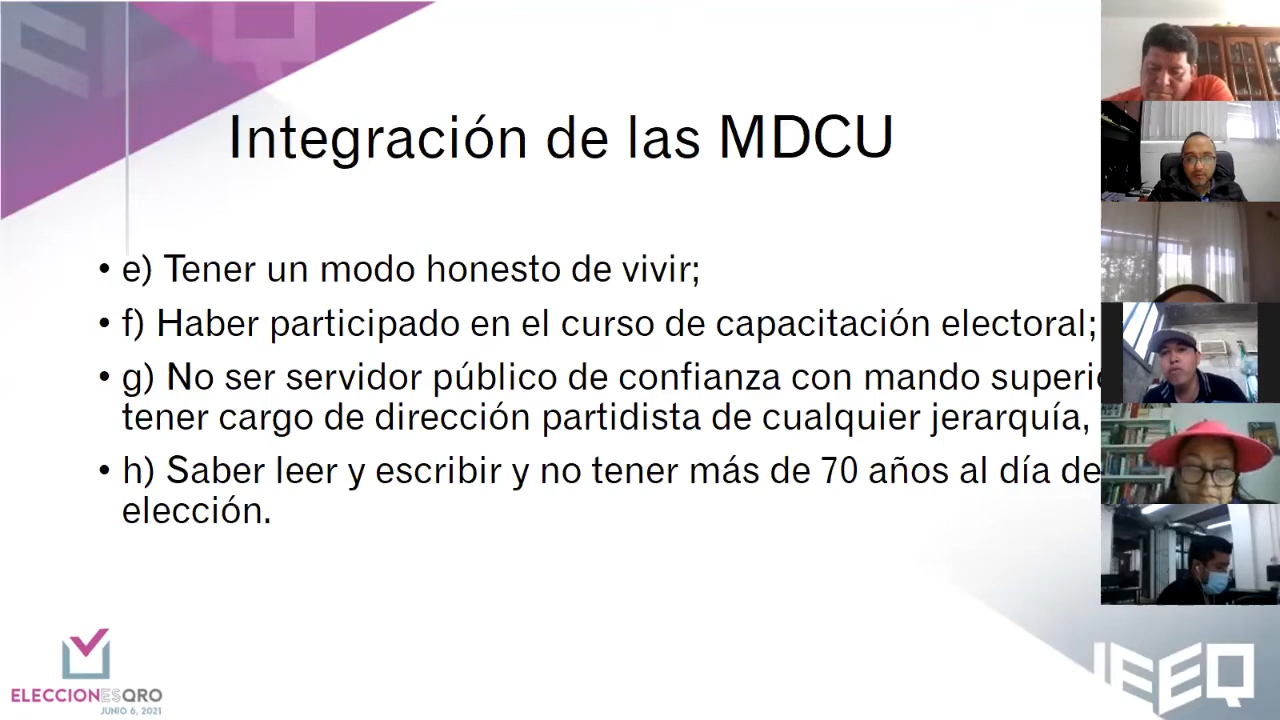 EQ
Integración de las MDCU
• e) Tener un modo honesto de vivir;
• f) Haber participado en el curso de capacitación electoral;
• g) No ser servidor público de confianza con mando
tener cargo de dirección partidista de cualquier jerarquía,
• h) Saber leer y escribir y no tener más de 70 años al día de
elección.
ELECCIONESQRO
JUNIO 6, 2021
IEEQ